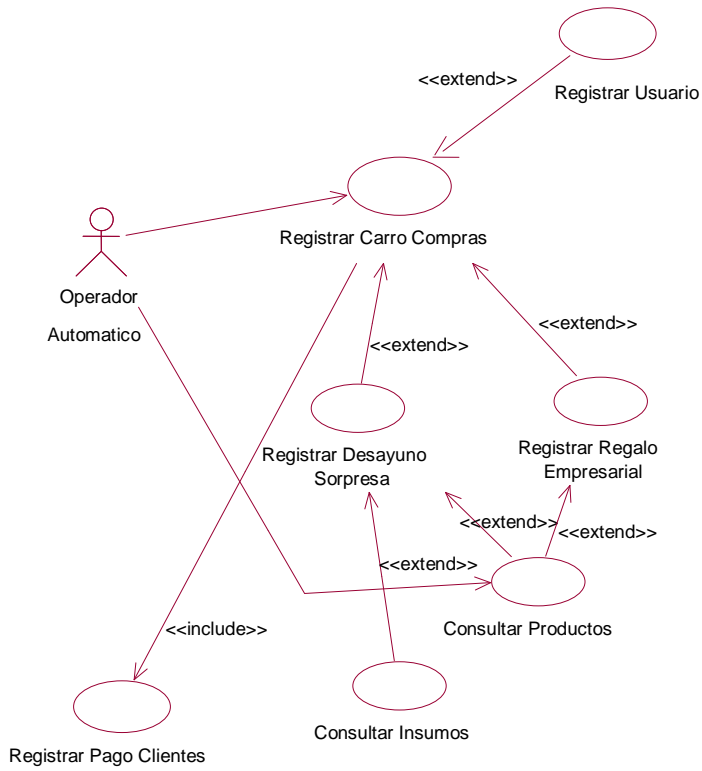 <<extend>>
Registrar Usuario
Registrar Carro Compras
Operador
Automatico
<<extend>>
<<extend>>
Registrar Desayuno
Sorpresa
Registrar Regalo
Empresarial
<<extend>>
<<extend>>
<<extend>>
Consultar Productos
<<include>>
Consultar Insumos
Registrar Pago Clientes